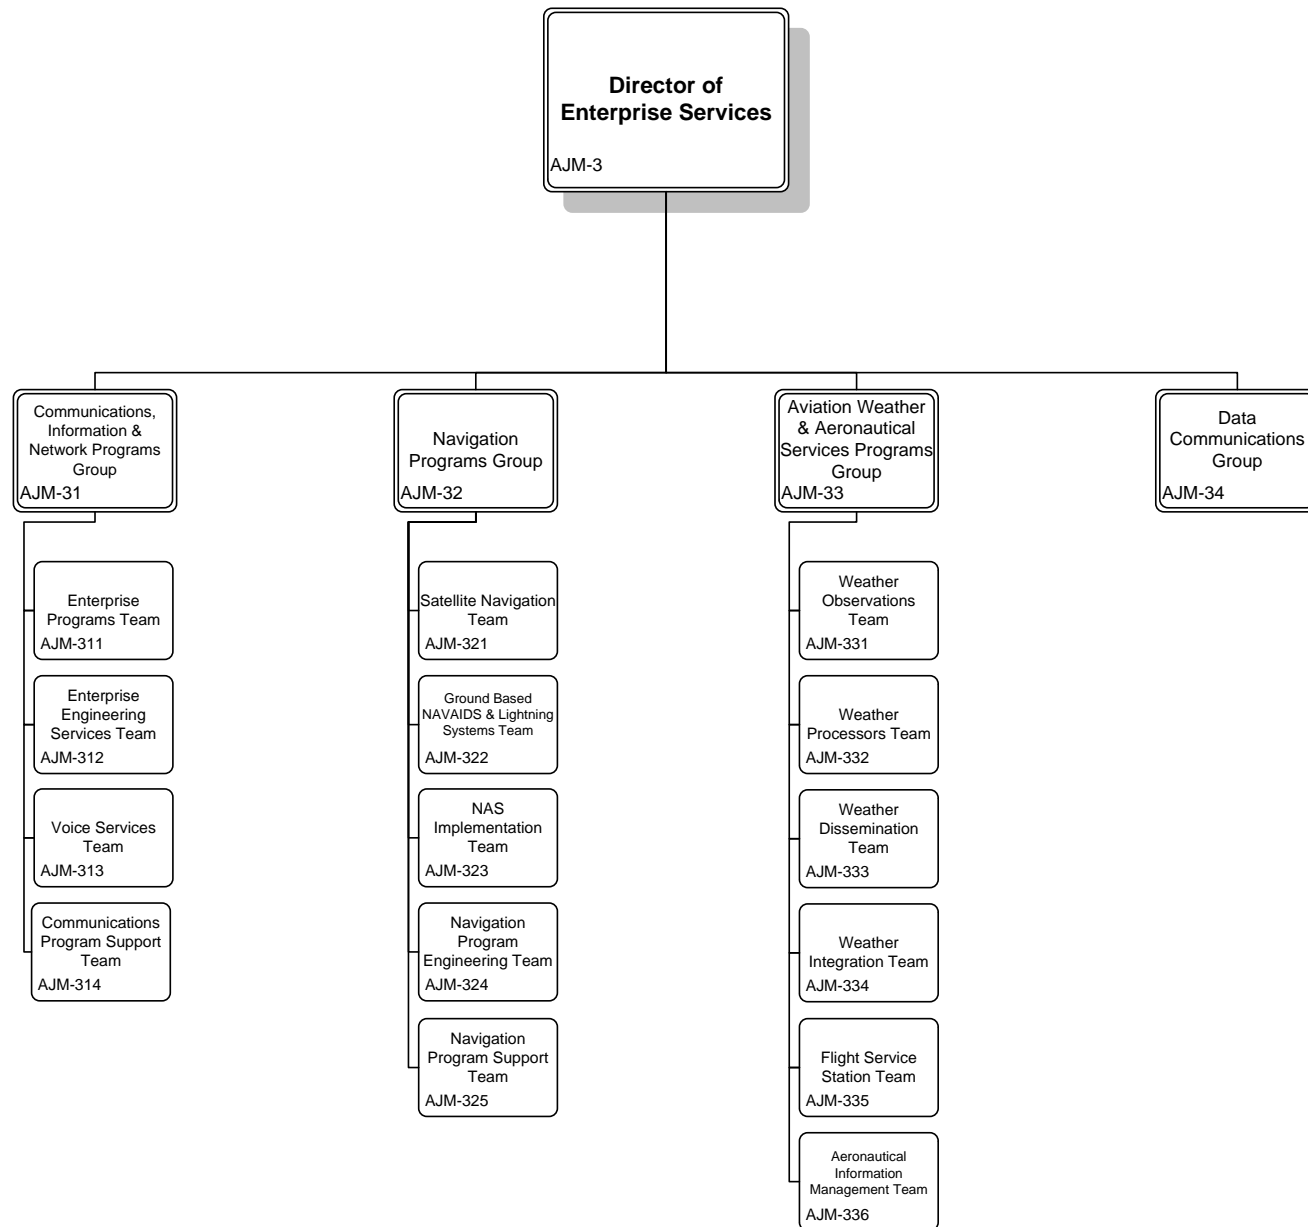 Director of
Enterprise Services
AJM-3
Communications,
Information &
Network Programs
Group
AJM-31
Navigation
Programs Group
AJM-32
Aviation Weather
& Aeronautical
Services Programs
Group
AJM-33
Data
Communications
Group
AJM-34
Enterprise
Programs Team
AJM-311
Enterprise
Engineering
Services Team
AJM-312
Voice Services
Team
AJM-313
Communications
Program Support
Team
AJM-314
Satellite Navigation
Team
AJM-321
Ground Based
NAVAIDS & Lightning
Systems Team
AJM-322
NAS
Implementation
Team
AJM-323
Navigation
Program
Engineering Team
AJM-324
Navigation
Program Support
Team
AJM-325
Weather
Observations
Team
AJM-331
Weather
Processors Team
AJM-332
Weather
Dissemination
Team
AJM-333
Weather
Integration Team
AJM-334
Flight Service
Station Team
AJM-335
Aeronautical
Information
Management Team
AJM-336